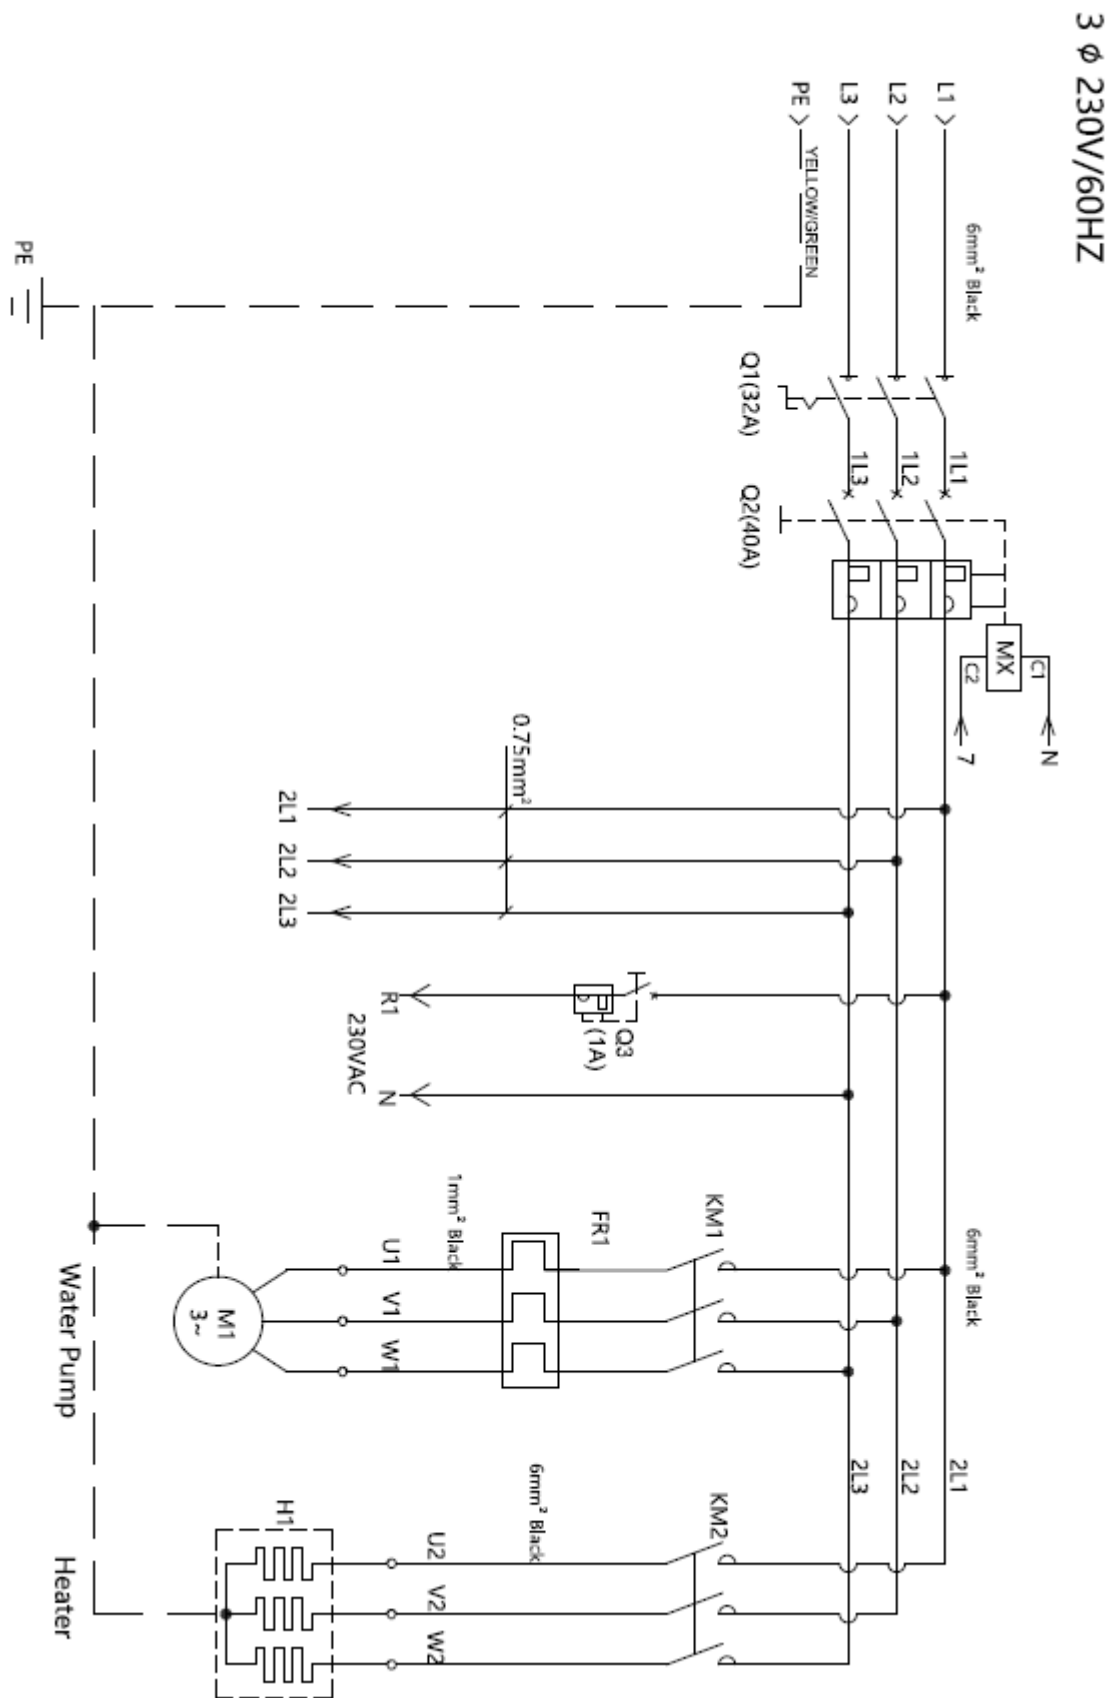 3 ϕ 230V/60HZ
L1
L2
L3
PE
YELLOW/GREEN
6mm² Black
PE
Q1(32A)
1L1
1L2
1L3
Q2(40A)
MX
C1
C2
N
7
0.75mm²
2L1
2L2
2L3
Q3
(1A)
R1
N
230VAC
6mm² Black
KM1
FR1
1mm² Black
U1
V1
W1
M1
3~
Water Pump
2L1
2L2
2L3
KM2
6mm² Black
U2
V2
W2
H1
Heater